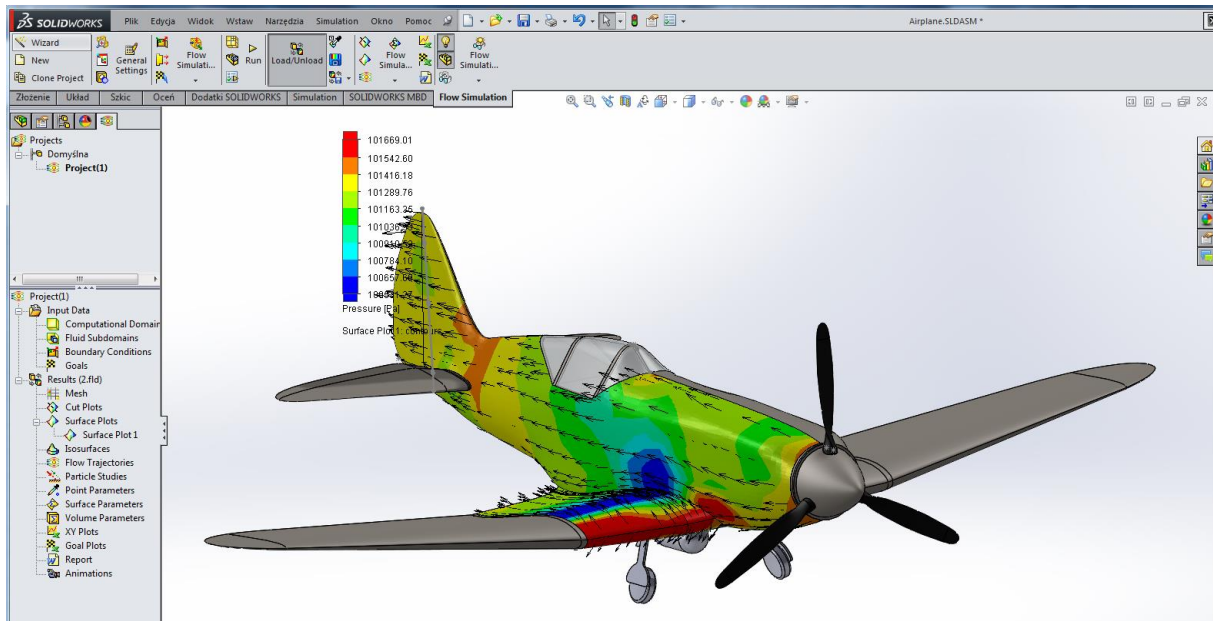 SOLIDWORKS Plik Edycja Widok Wstaw Narzędzia Simulation Okno Pomoc Airplane.SLDASM *
Wizard
New
Clone Project
General
Settings
Flow
Simulati...
Run
Load/Unload
Flow
Simula...
Flow
Simulati...
Złożenie Układ Szkic Oceń Dodatki SOLIDWORKS Simulation SOLIDWORKS MBD Flow Simulation
Projects
Domyślna
Project(1)
Project(1)
Input Data
Computational Domain
Fluid Subdomains
Boundary Conditions
Goals
Results (2.fld)
Mesh
Cut Plots
Surface Plots
Surface Plot 1
Isosurfaces
Flow Trajectories
Particle Studies
Point Parameters
Surface Parameters
Volume Parameters
XY Plots
Goal Plots
Report
Animations
101669.01
101542.60
101416.18
101289.76
101163.35
100784.10
Pressure [Pa]
Surface Plot 1: contours